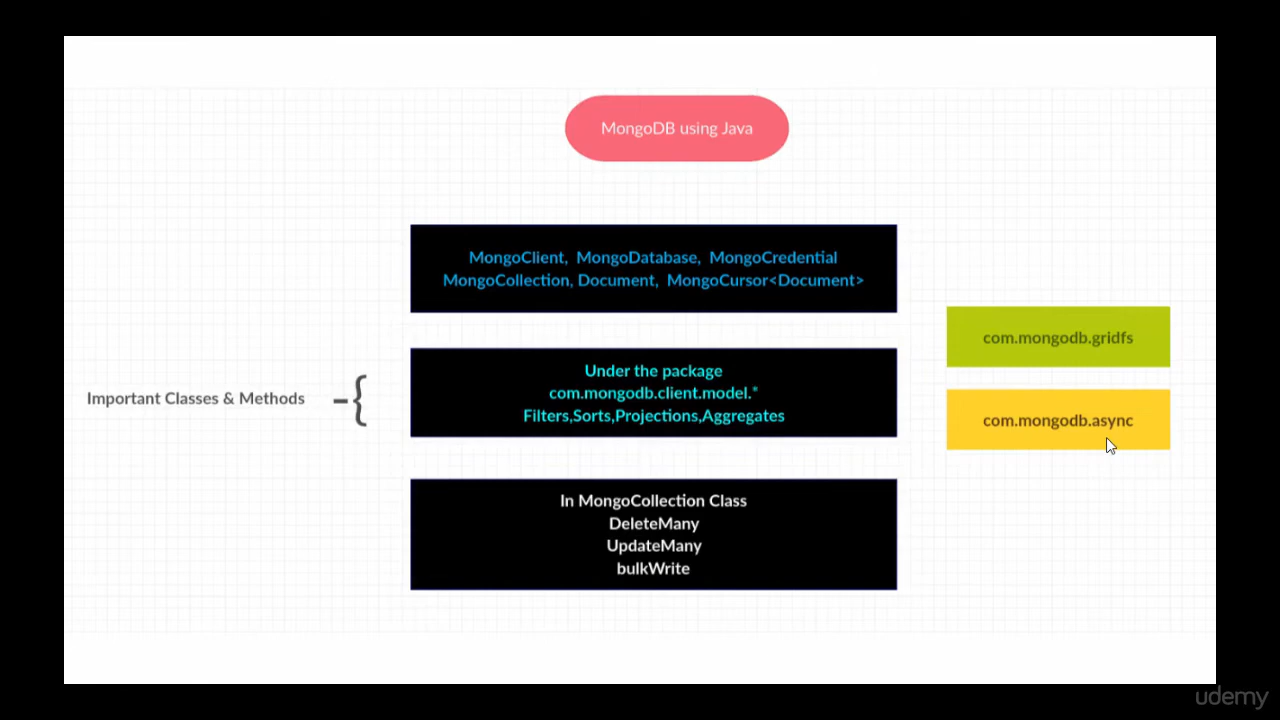 MongoDB using Java
MongoClient, MongoDatabase, MongoCredential
MongoCollection, Document, MongoCursor<Document>
com.mongodb.gridfs
Under the package
com.mongodb.client.model.*
Filters,Sorts,Projections,Aggregates
Important Classes & Methods
-{
com.mongodb.async
In MongoCollection Class
DeleteMany
UpdateMany
bulkWrite
udemy